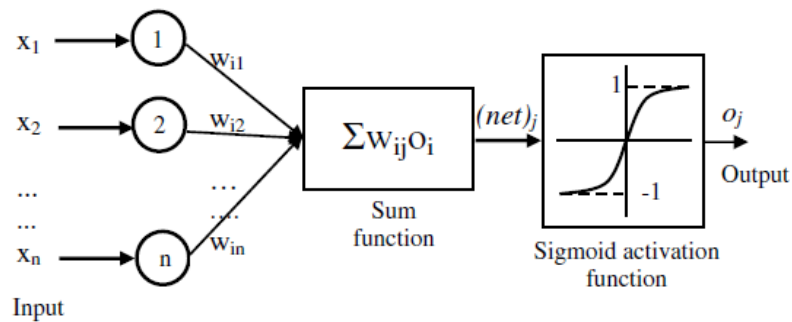 x1
1
wi1
x2
2
wi2
...
...
...
....
xn
n
win
Input
ΣWijOi
Sum
function
(net)j
1
-1
Sigmoid activation
function
oj
Output